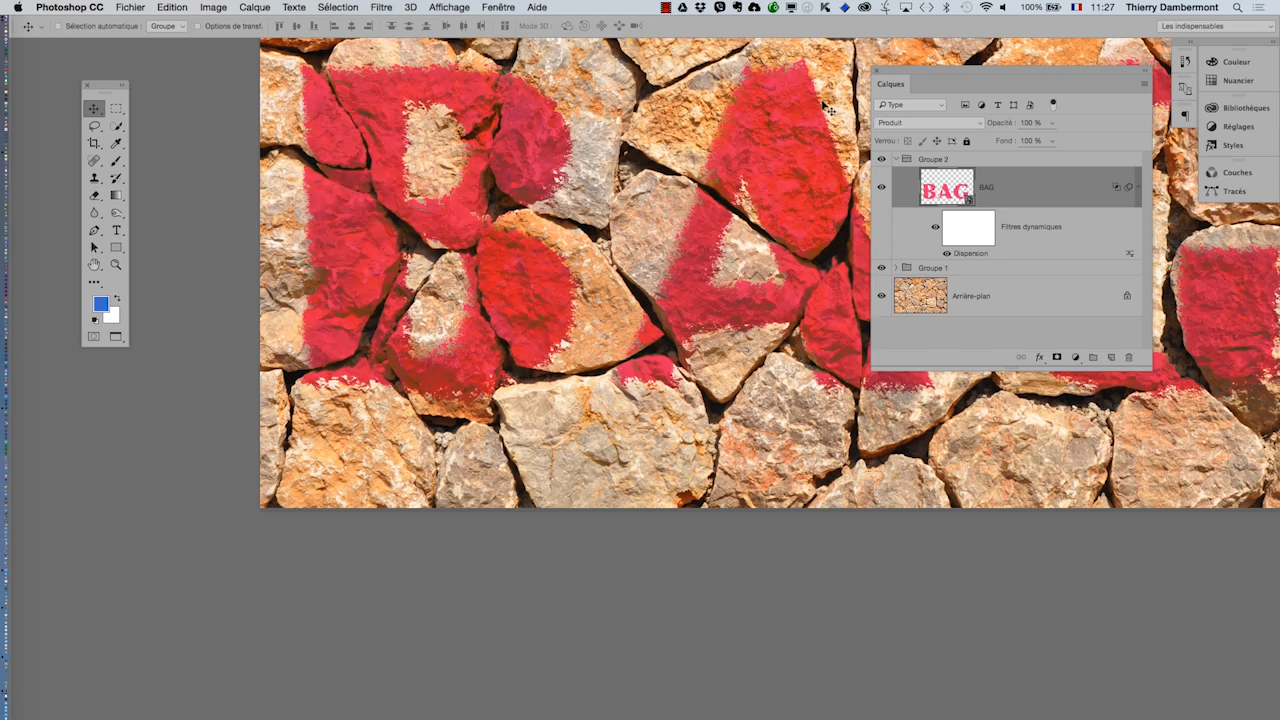 Photoshop CC Fichier Edition Image Calque Texte Sélection Filtre 3D Affichage Fenêtre Aide 100% 11:27 Thierry Dambermont
Sélection automatique : Groupe Options de transf. Mode 3D : Les indispensables
Calques
Type
Produit Opacité : 100 %
Verrou : Fond : 100 %
Groupe 2
BAG BAG
Filtres dynamiques
Dispersion
Groupe 1
Arrière-plan
fx
Couleur
Nuancier
Bibliothèques
Réglages
Styles
Couches
Tracés